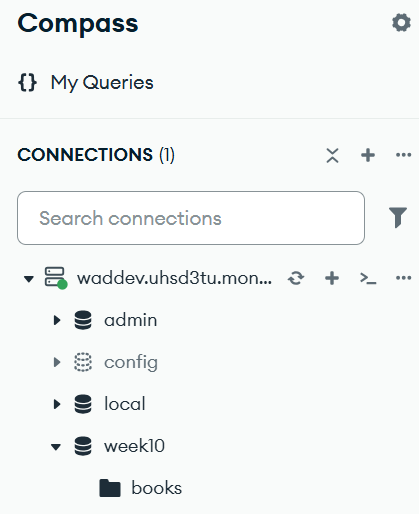 Compass
{} My Queries
CONNECTIONS (1)
Search connections
waddev.uhsd3tu.mon...
admin
config
local
week10
books